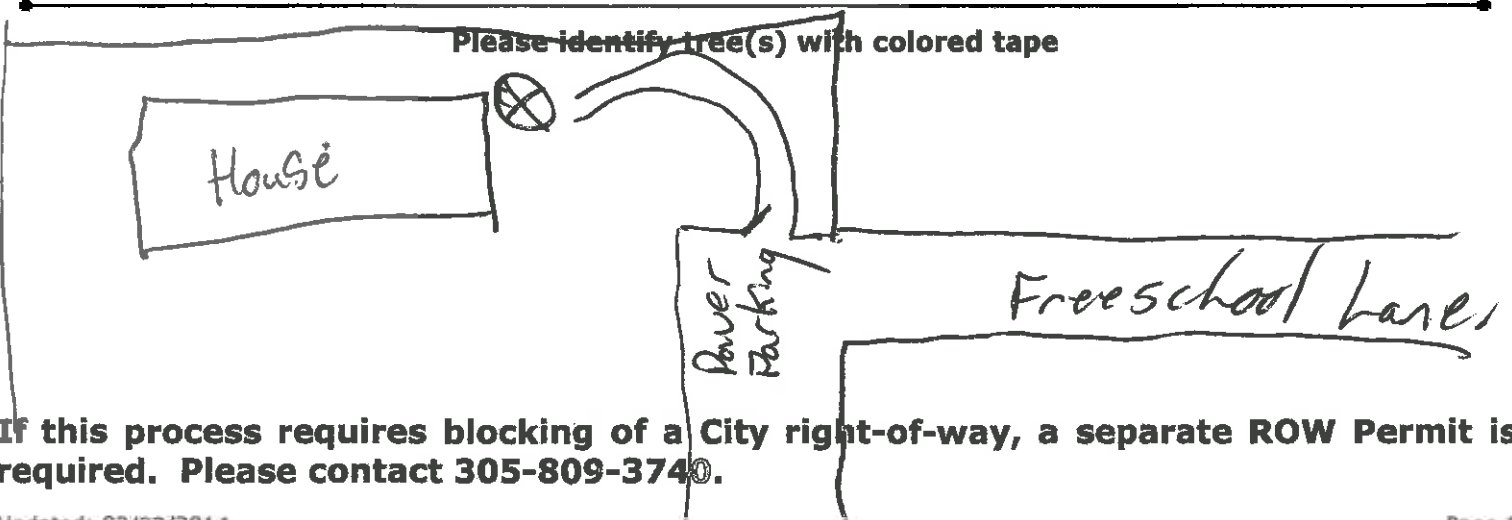 Please identify tree(s) with colored tape
House
Paver
Parking
Freeschool Lane,
If this process requires blocking of a City right-of-way, a separate ROW Permit is
required. Please contact 305-809-3740.